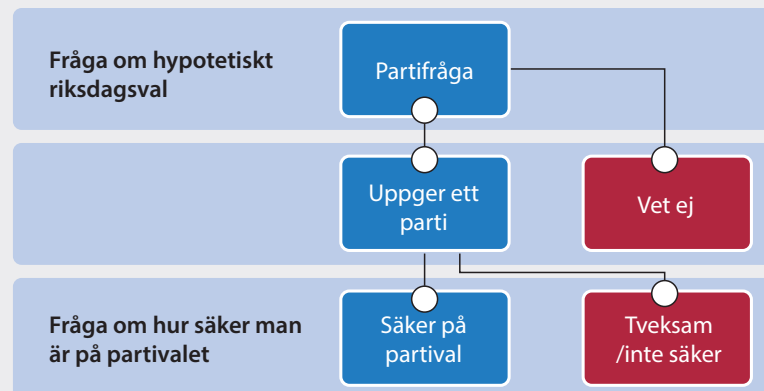 Fråga om hypotetiskt
riksdagsval
Partifråga
Uppger ett
parti
Vet ej
Fråga om hur säker man
är på partivalet
Säker på
partival
Tveksam
/inte säker